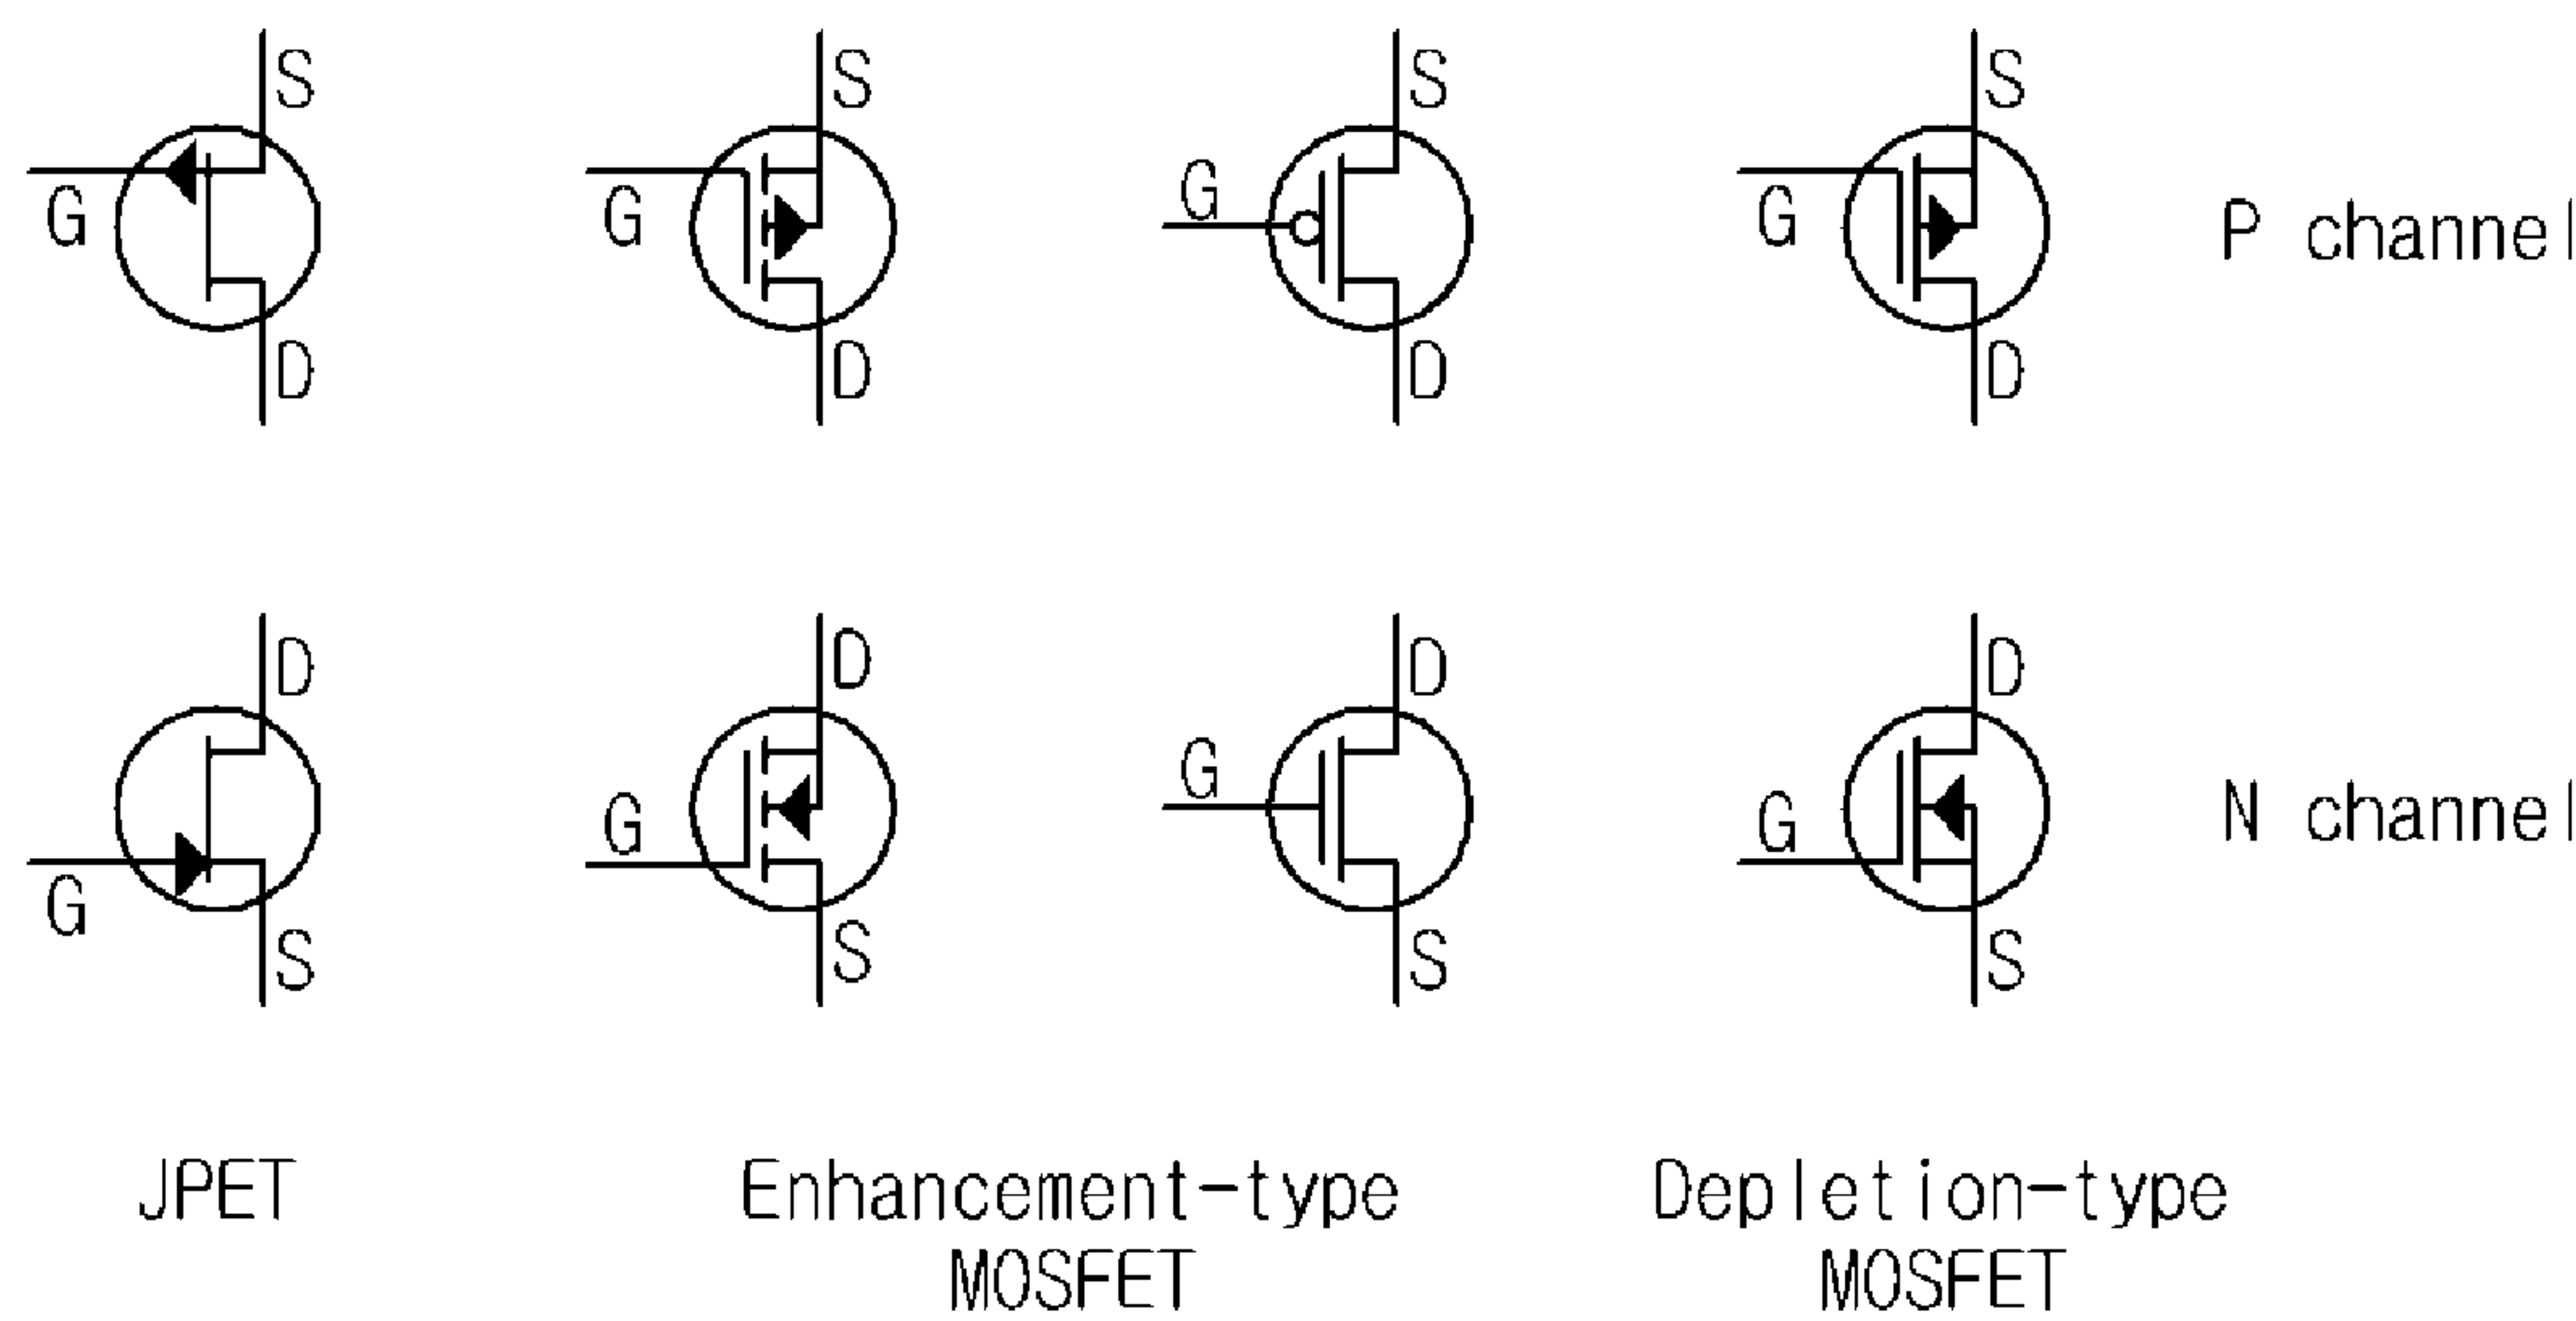 S S S S
G G G G P channel
D D D D
D D D D
G G G G N channel
S S S S
JPET Enhancement-type Depletion-type
MOSFET MOSFET